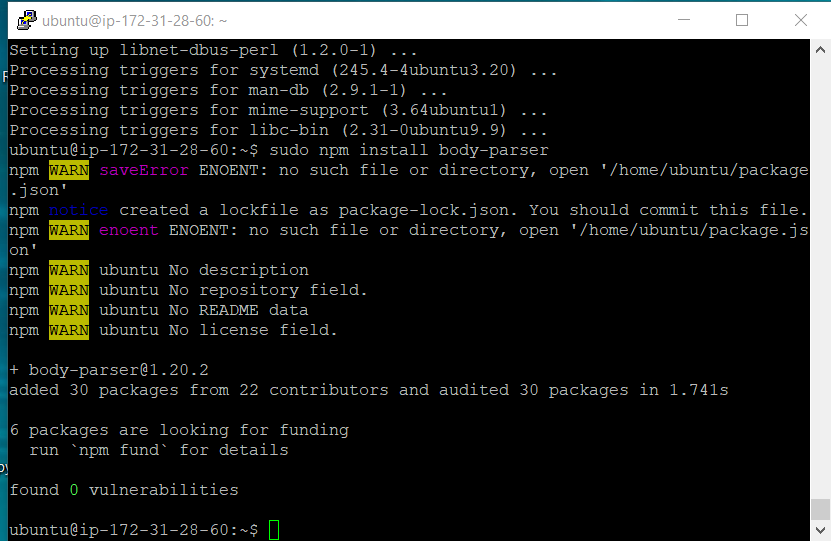 ubuntu@ip-172-31-28-60: ~
Setting up libnet-dbus-perl (1.2.0-1) ...
Processing triggers for systemd (245.4-4ubuntu3.20) ...
Processing triggers for man-db (2.9.1-1) ...
Processing triggers for mime-support (3.64ubuntu1) ...
Processing triggers for libc-bin (2.31-0ubuntu9.9) ...
ubuntu@ip-172-31-28-60:~$ sudo npm install body-parser
npm WARN saveError ENOENT: no such file or directory, open '/home/ubuntu/package
.json'
npm notice created a lockfile as package-lock.json. You should commit this file.
npm WARN enoent ENOENT: no such file or directory, open '/home/ubuntu/package.js
on'
npm WARN ubuntu No description
npm WARN ubuntu No repository field.
npm WARN ubuntu No README data
npm WARN ubuntu No license field.
+ body-parser@1.20.2
added 30 packages from 22 contributors and audited 30 packages in 1.741s
6 packages are looking for funding
  run `npm fund` for details
found 0 vulnerabilities
ubuntu@ip-172-31-28-60:~$